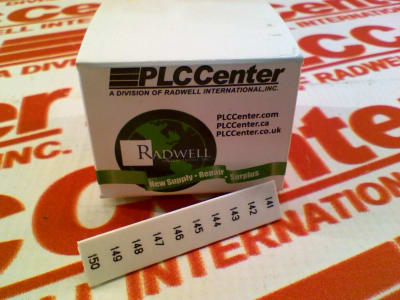 PLCCenter
A DIVISION OF RADWELL INTERNATIONAL, INC.
PLCCenter.com
PLCCenter.ca
PLCCenter.co.uk
RADWELL
New Supply • Repair • Surplus
150 149 148 147 146 145 144 143 142 141